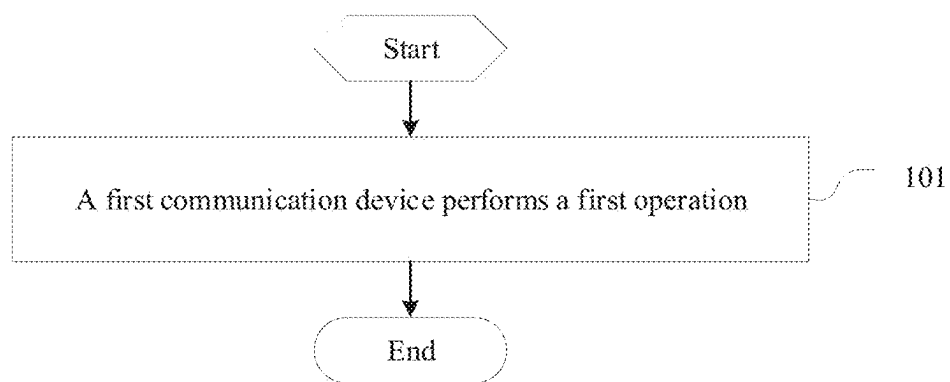 Start
A first communication device performs a first operation
101
End